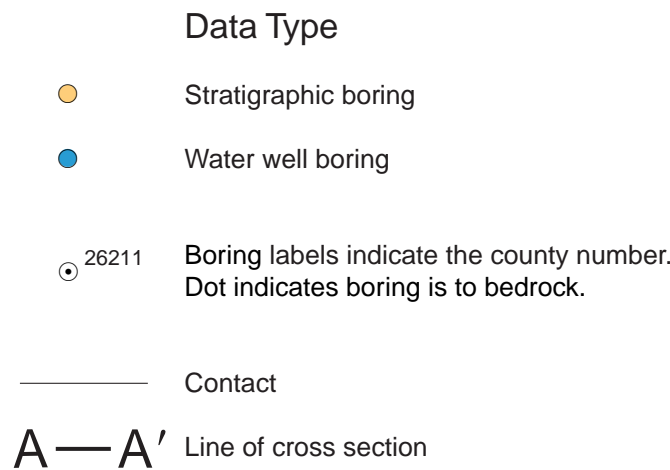 Data Type
Stratigraphic boring
Water well boring
26211
Boring labels indicate the county number.
Dot indicates boring is to bedrock.
Contact
A — A′ Line of cross section